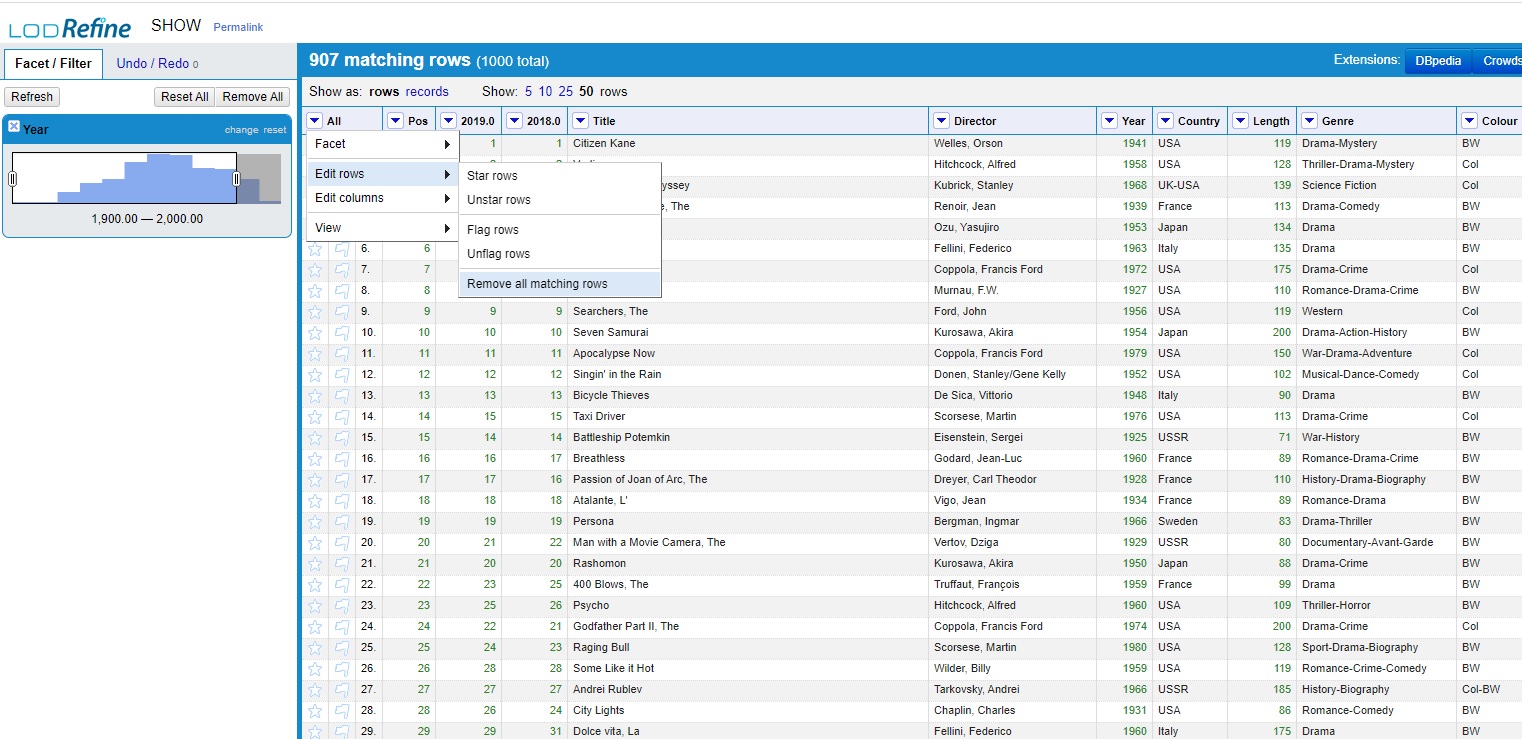 LODRefine SHOW Permalink
Facet / Filter Undo / Redo 0
907 matching rows (1000 total) Extensions: DBpedia Crowds
Refresh Reset All Remove All
Show as: rows records Show: 5 10 25 50 rows
Year change reset
1,900.00 — 2,000.00
All Pos 2019.0 2018.0 Title Director Year Country Length Genre Colour
Facet
Edit rows
Edit columns
View
Star rows
Unstar rows
Flag rows
Unflag rows
Remove all matching rows
1 1 Citizen Kane Welles, Orson 1941 USA 119 Drama-Mystery BW
Hitchcock, Alfred 1958 USA 128 Thriller-Drama-Mystery Col
yssey Kubrick, Stanley 1968 UK-USA 139 Science Fiction Col
e, The Renoir, Jean 1939 France 113 Drama-Comedy BW
Ozu, Yasujiro 1953 Japan 134 Drama BW
6. 6 Fellini, Federico 1963 Italy 135 Drama BW
7. 7 Coppola, Francis Ford 1972 USA 175 Drama-Crime Col
8. 8 Murnau, F.W. 1927 USA 110 Romance-Drama-Crime BW
9. 9 9 9 Searchers, The Ford, John 1956 USA 119 Western Col
10. 10 10 10 Seven Samurai Kurosawa, Akira 1954 Japan 200 Drama-Action-History BW
11. 11 11 11 Apocalypse Now Coppola, Francis Ford 1979 USA 150 War-Drama-Adventure Col
12. 12 12 12 Singin' in the Rain Donen, Stanley/Gene Kelly 1952 USA 102 Musical-Dance-Comedy Col
13. 13 13 13 Bicycle Thieves De Sica, Vittorio 1948 Italy 90 Drama BW
14. 14 15 15 Taxi Driver Scorsese, Martin 1976 USA 113 Drama-Crime Col
15. 15 14 14 Battleship Potemkin Eisenstein, Sergei 1925 USSR 71 War-History BW
16. 16 16 17 Breathless Godard, Jean-Luc 1960 France 89 Romance-Drama-Crime BW
17. 17 17 16 Passion of Joan of Arc, The Dreyer, Carl Theodor 1928 France 110 History-Drama-Biography BW
18. 18 18 18 Atalante, L' Vigo, Jean 1934 France 89 Romance-Drama BW
19. 19 19 19 Persona Bergman, Ingmar 1966 Sweden 83 Drama-Thriller BW
20. 20 21 22 Man with a Movie Camera, The Vertov, Dziga 1929 USSR 80 Documentary-Avant-Garde BW
21. 21 20 20 Rashomon Kurosawa, Akira 1950 Japan 88 Drama-Crime BW
22. 22 23 25 400 Blows, The Truffaut, François 1959 France 99 Drama BW
23. 23 25 26 Psycho Hitchcock, Alfred 1960 USA 109 Thriller-Horror BW
24. 24 22 21 Godfather Part II, The Coppola, Francis Ford 1974 USA 200 Drama-Crime Col
25. 25 24 23 Raging Bull Scorsese, Martin 1980 USA 128 Sport-Drama-Biography BW
26. 26 28 28 Some Like it Hot Wilder, Billy 1959 USA 119 Romance-Crime-Comedy BW
27. 27 27 27 Andrei Rublev Tarkovsky, Andrei 1966 USSR 185 History-Biography Col-BW
28. 28 26 24 City Lights Chaplin, Charles 1931 USA 86 Romance-Comedy BW
29. 29 29 31 Dolce vita, La Fellini, Federico 1960 Italy 175 Drama BW